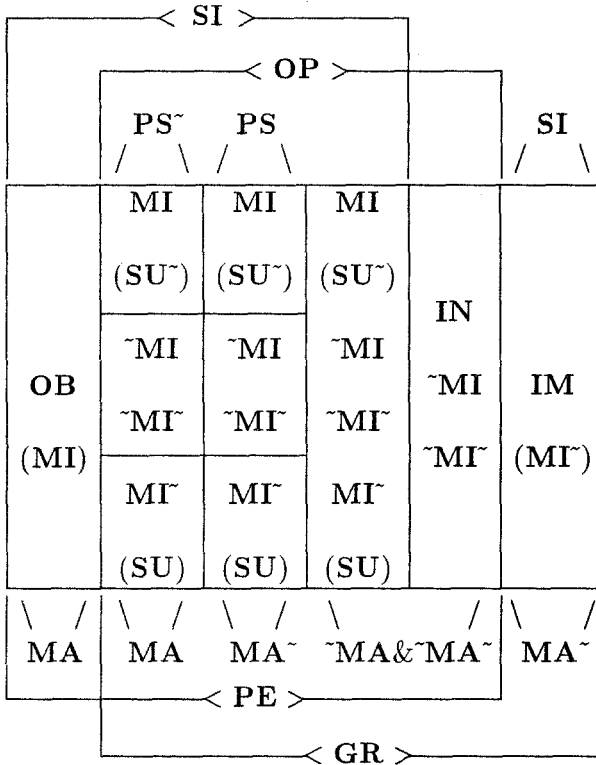 < SI >
< OP >
PS~ PS SI
MI MI MI
(SU~) (SU~) (SU~)
IN
~MI ~MI ~MI
OB ~MI IM
~MI~ ~MI~ ~MI~
(MI) ~MI~ (MI~)
MI~ MI~ MI~
(SU) (SU) (SU)
MA MA MA~ ~MA&~MA~ MA~
< PE >
< GR >